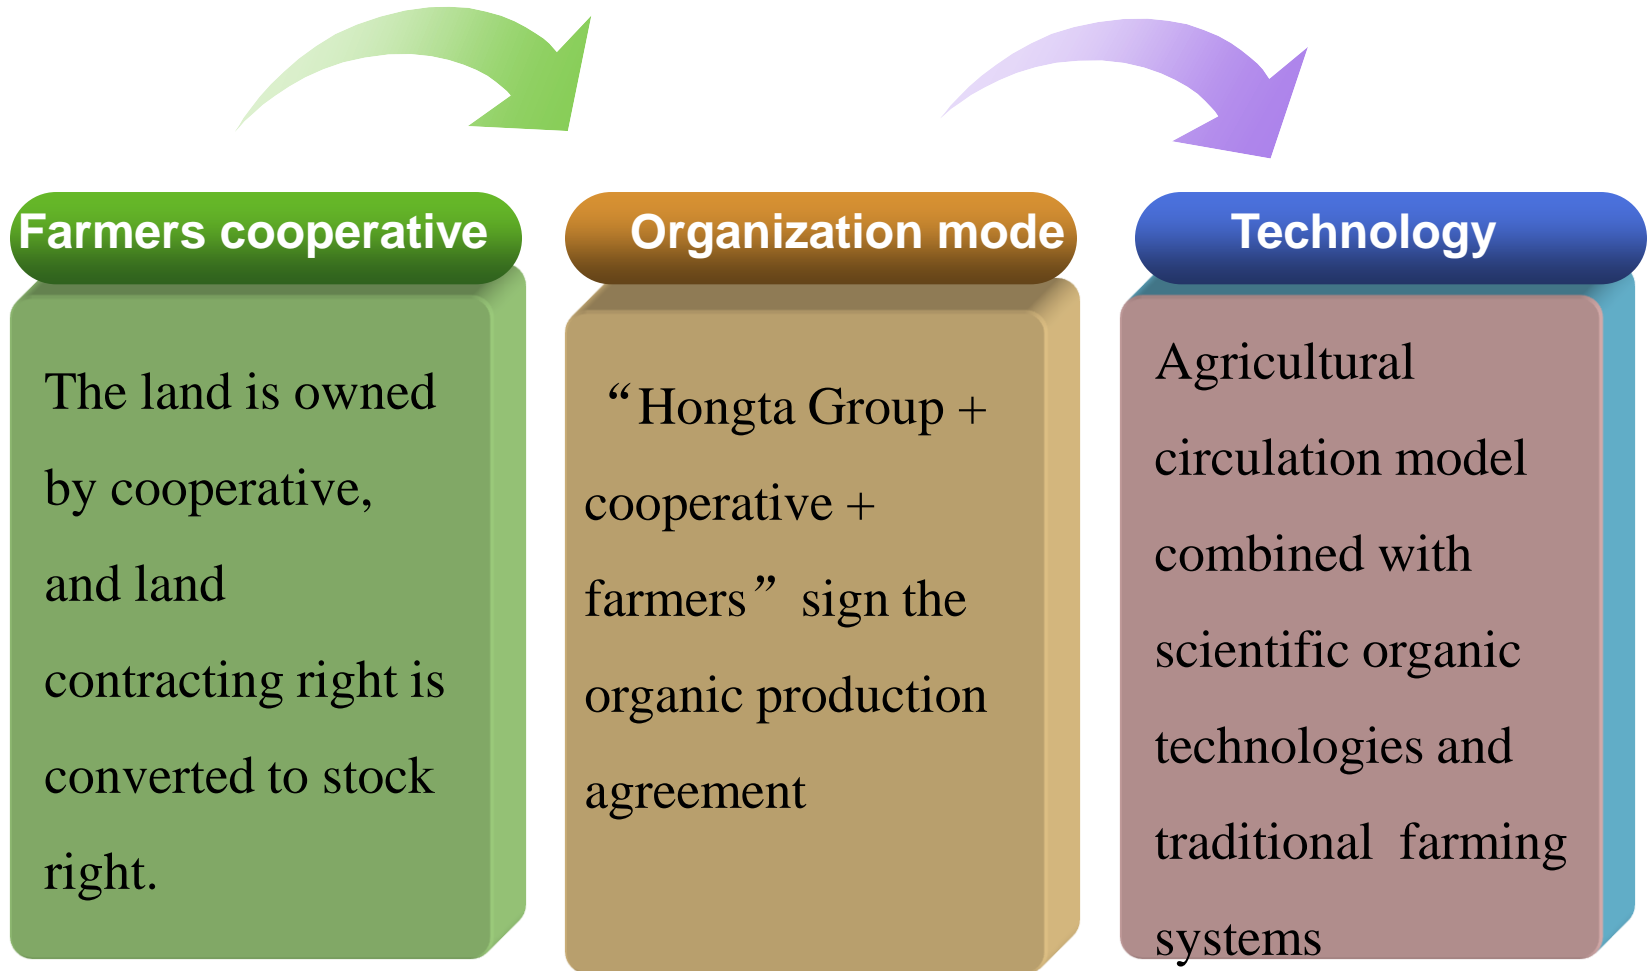 Farmers cooperative
The land is owned
by cooperative,
and land
contracting right is
converted to stock
right.
Organization mode
“Hongta Group +
cooperative +
farmers” sign the
organic production
agreement
Technology
Agricultural
circulation model
combined with
scientific organic
technologies and
traditional farming
systems